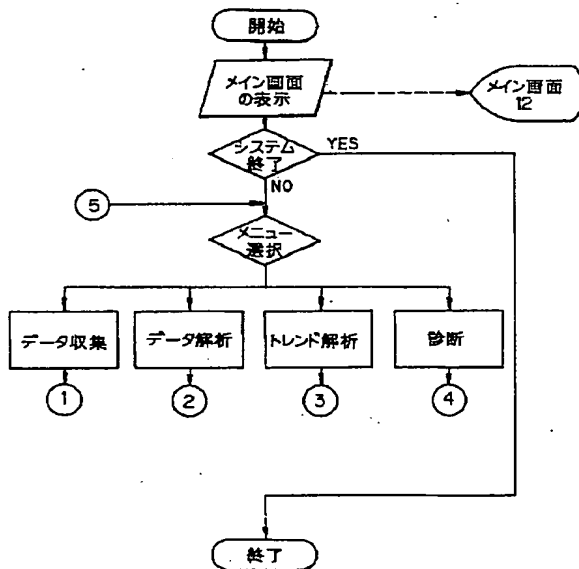 開始
メイン画面
の表示
メイン画面
12
システム
終了
YES
NO
5
メニュー
選択
データ収集
データ解析
トレンド解析
診断
1
2
3
4
終了